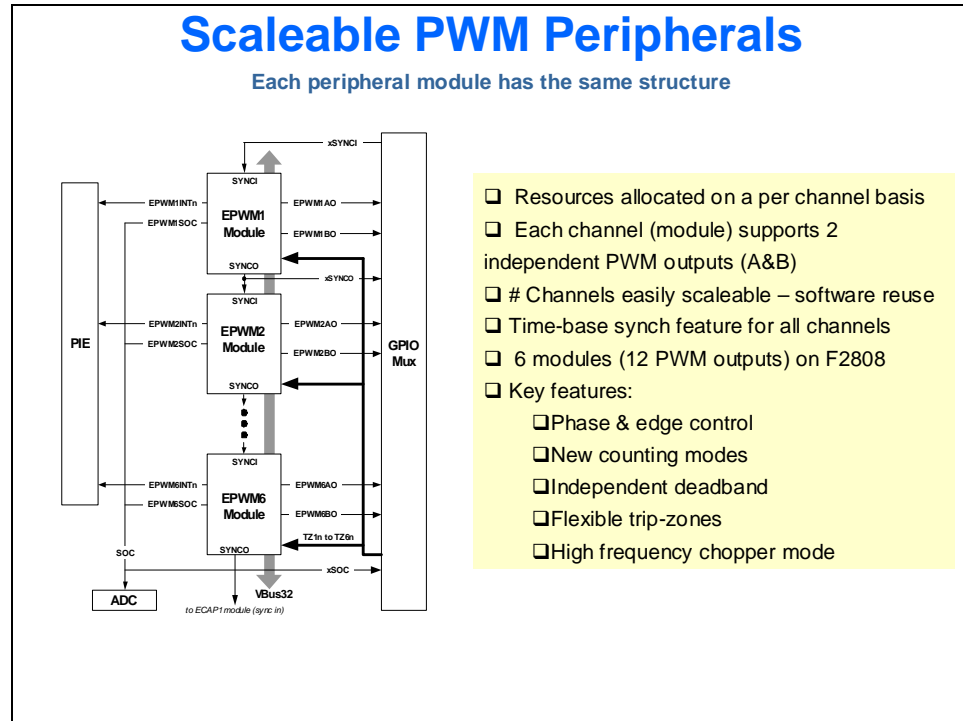 Scaleable PWM Peripherals
Each peripheral module has the same structure
xSYNCI
SYNCI
EPWM1INTn
EPWM1AO
EPWM1SOC
EPWM1
Module
EPWM1BO
SYNCO
xSYNCO
SYNCI
EPWM2INTn
EPWM2AO
PIE
EPWM2SOC
EPWM2
Module
EPWM2BO
GPIO
Mux
SYNCO
SYNCI
EPWM6INTn
EPWM6AO
EPWM6SOC
EPWM6
Module
EPWM6BO
TZ1n to TZ6n
SYNCO
SOC
xSOC
ADC
VBus32
to ECAP1 module (sync in)
❑ Resources allocated on a per channel basis
❑ Each channel (module) supports 2
independent PWM outputs (A&B)
❑ # Channels easily scaleable – software reuse
❑ Time-base synch feature for all channels
❑ 6 modules (12 PWM outputs) on F2808
❑ Key features:
❑Phase & edge control
❑New counting modes
❑Independent deadband
❑Flexible trip-zones
❑High frequency chopper mode